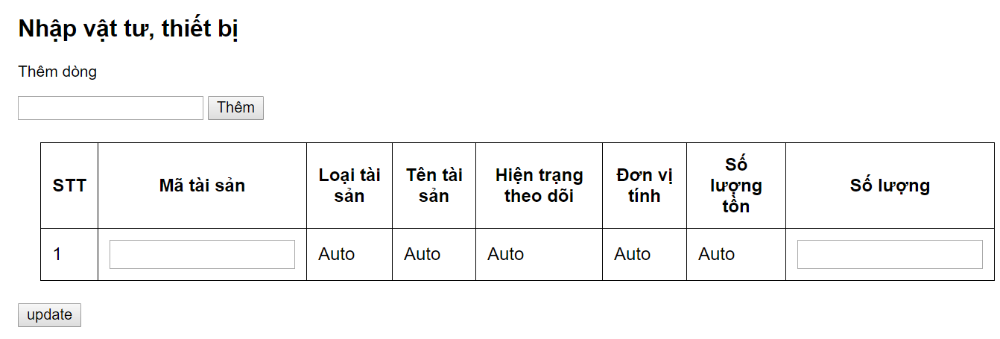 Nhập vật tư, thiết bị
Thêm dòng
Thêm
STT Mã tài sản Loại tài sản Tên tài sản Hiện trạng theo dõi Đơn vị tính Số lượng tồn Số lượng
1 Auto Auto Auto Auto Auto
update